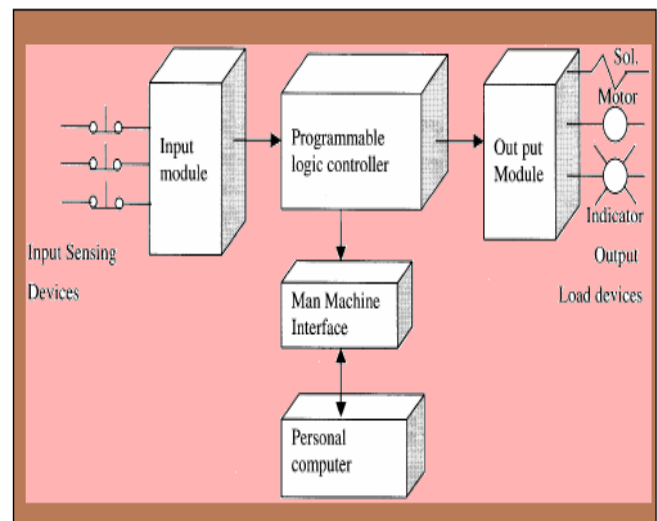 Input
module
Programmable
logic controller
Out put
Module
Sol.
Motor
Indicator
Input Sensing
Devices
Output
Load devices
Man Machine
Interface
Personal
computer